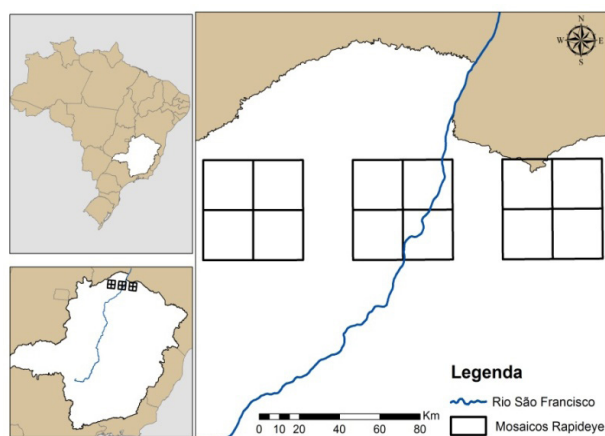 N
W E
S
Legenda
Rio São Francisco
Mosaicos Rapideye
Km
0 10 20 40 60 80